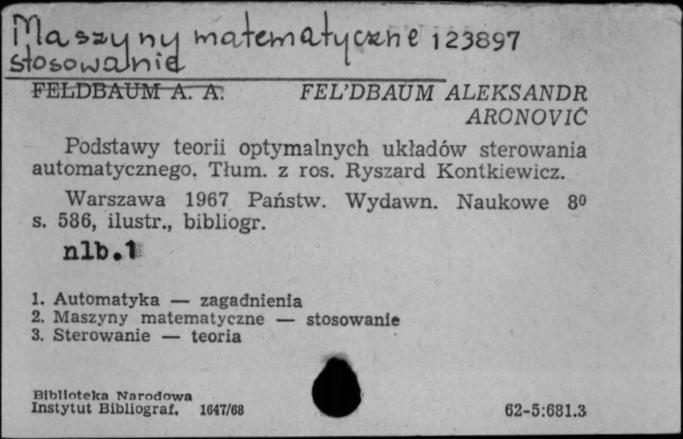 Maszyny matematyczne 123897
stosowanie
FELDBAUM A. A. FEL’DBAUM ALEKSANDR
ARONOVIČ
Podstawy teorii optymalnych układów sterowania
automatycznego. Tłum. z ros. Ryszard Kontkiewicz.
Warszawa 1967 Państw. Wydawn. Naukowe 8⁰
s. 586, ilustr., bibliogr.
nlb.1
1. Automatyka — zagadnienia
2. Maszyny matematyczne — stosowanie
3. Sterowanie — teoria
Biblioteka Narodowa
Instytut Bibliograf. 1647/68 62-5:681.3